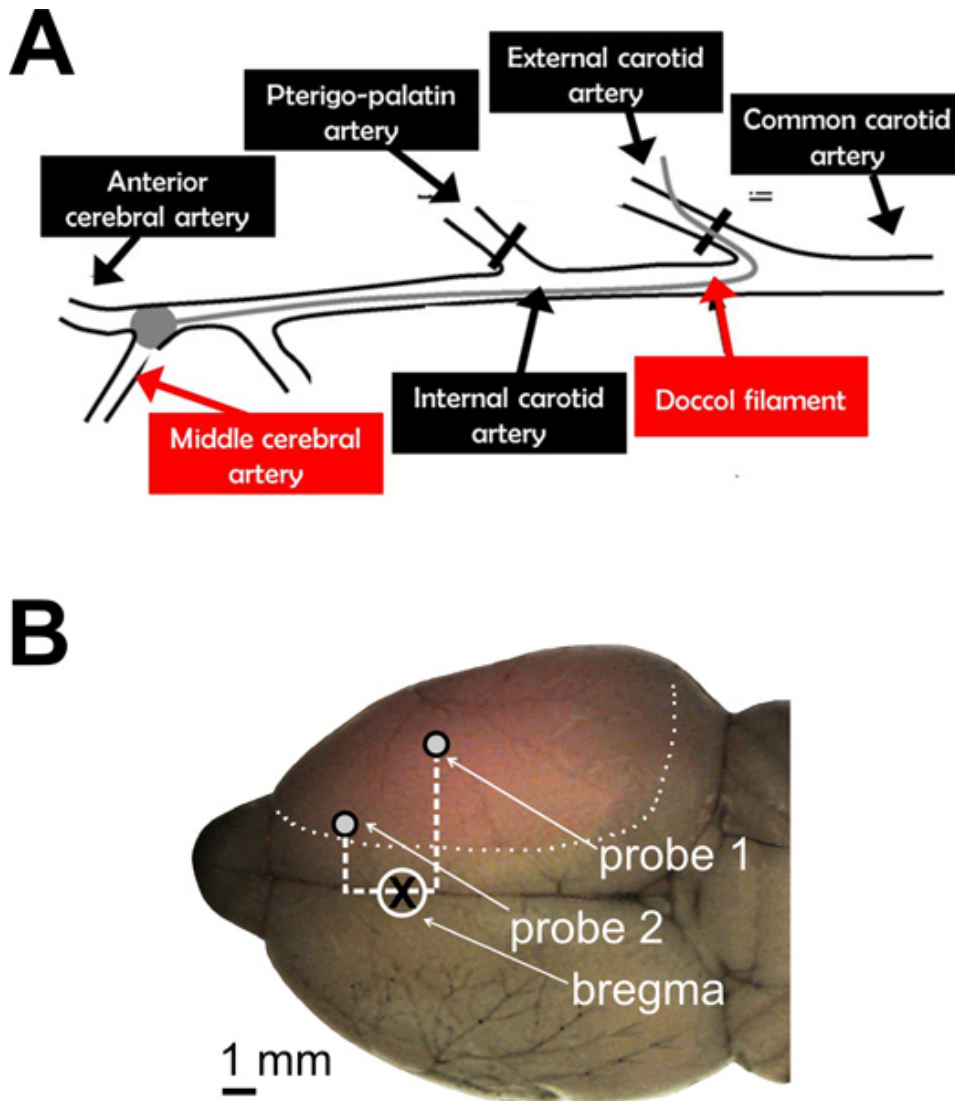 A
External carotid
artery
Pterigo-palatin
artery
Common carotid
artery
Anterior
cerebral artery
Internal carotid
artery
Doccol filament
Middle cerebral
artery
B
probe 1
X
probe 2
bregma
1 mm